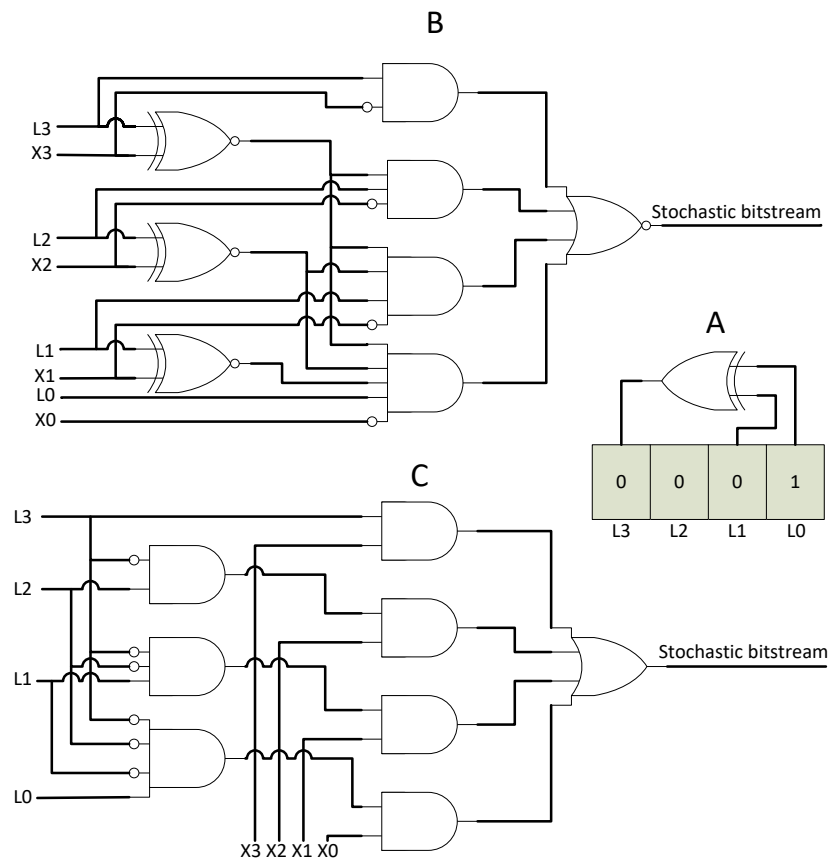 B
L3
X3
L2
X2
Stochastic bitstream
A
L1
X1
L0
X0
0 0 0 1
L3 L2 L1 L0
C
L3
L2
Stochastic bitstream
L1
L0
X3 X2 X1 X0